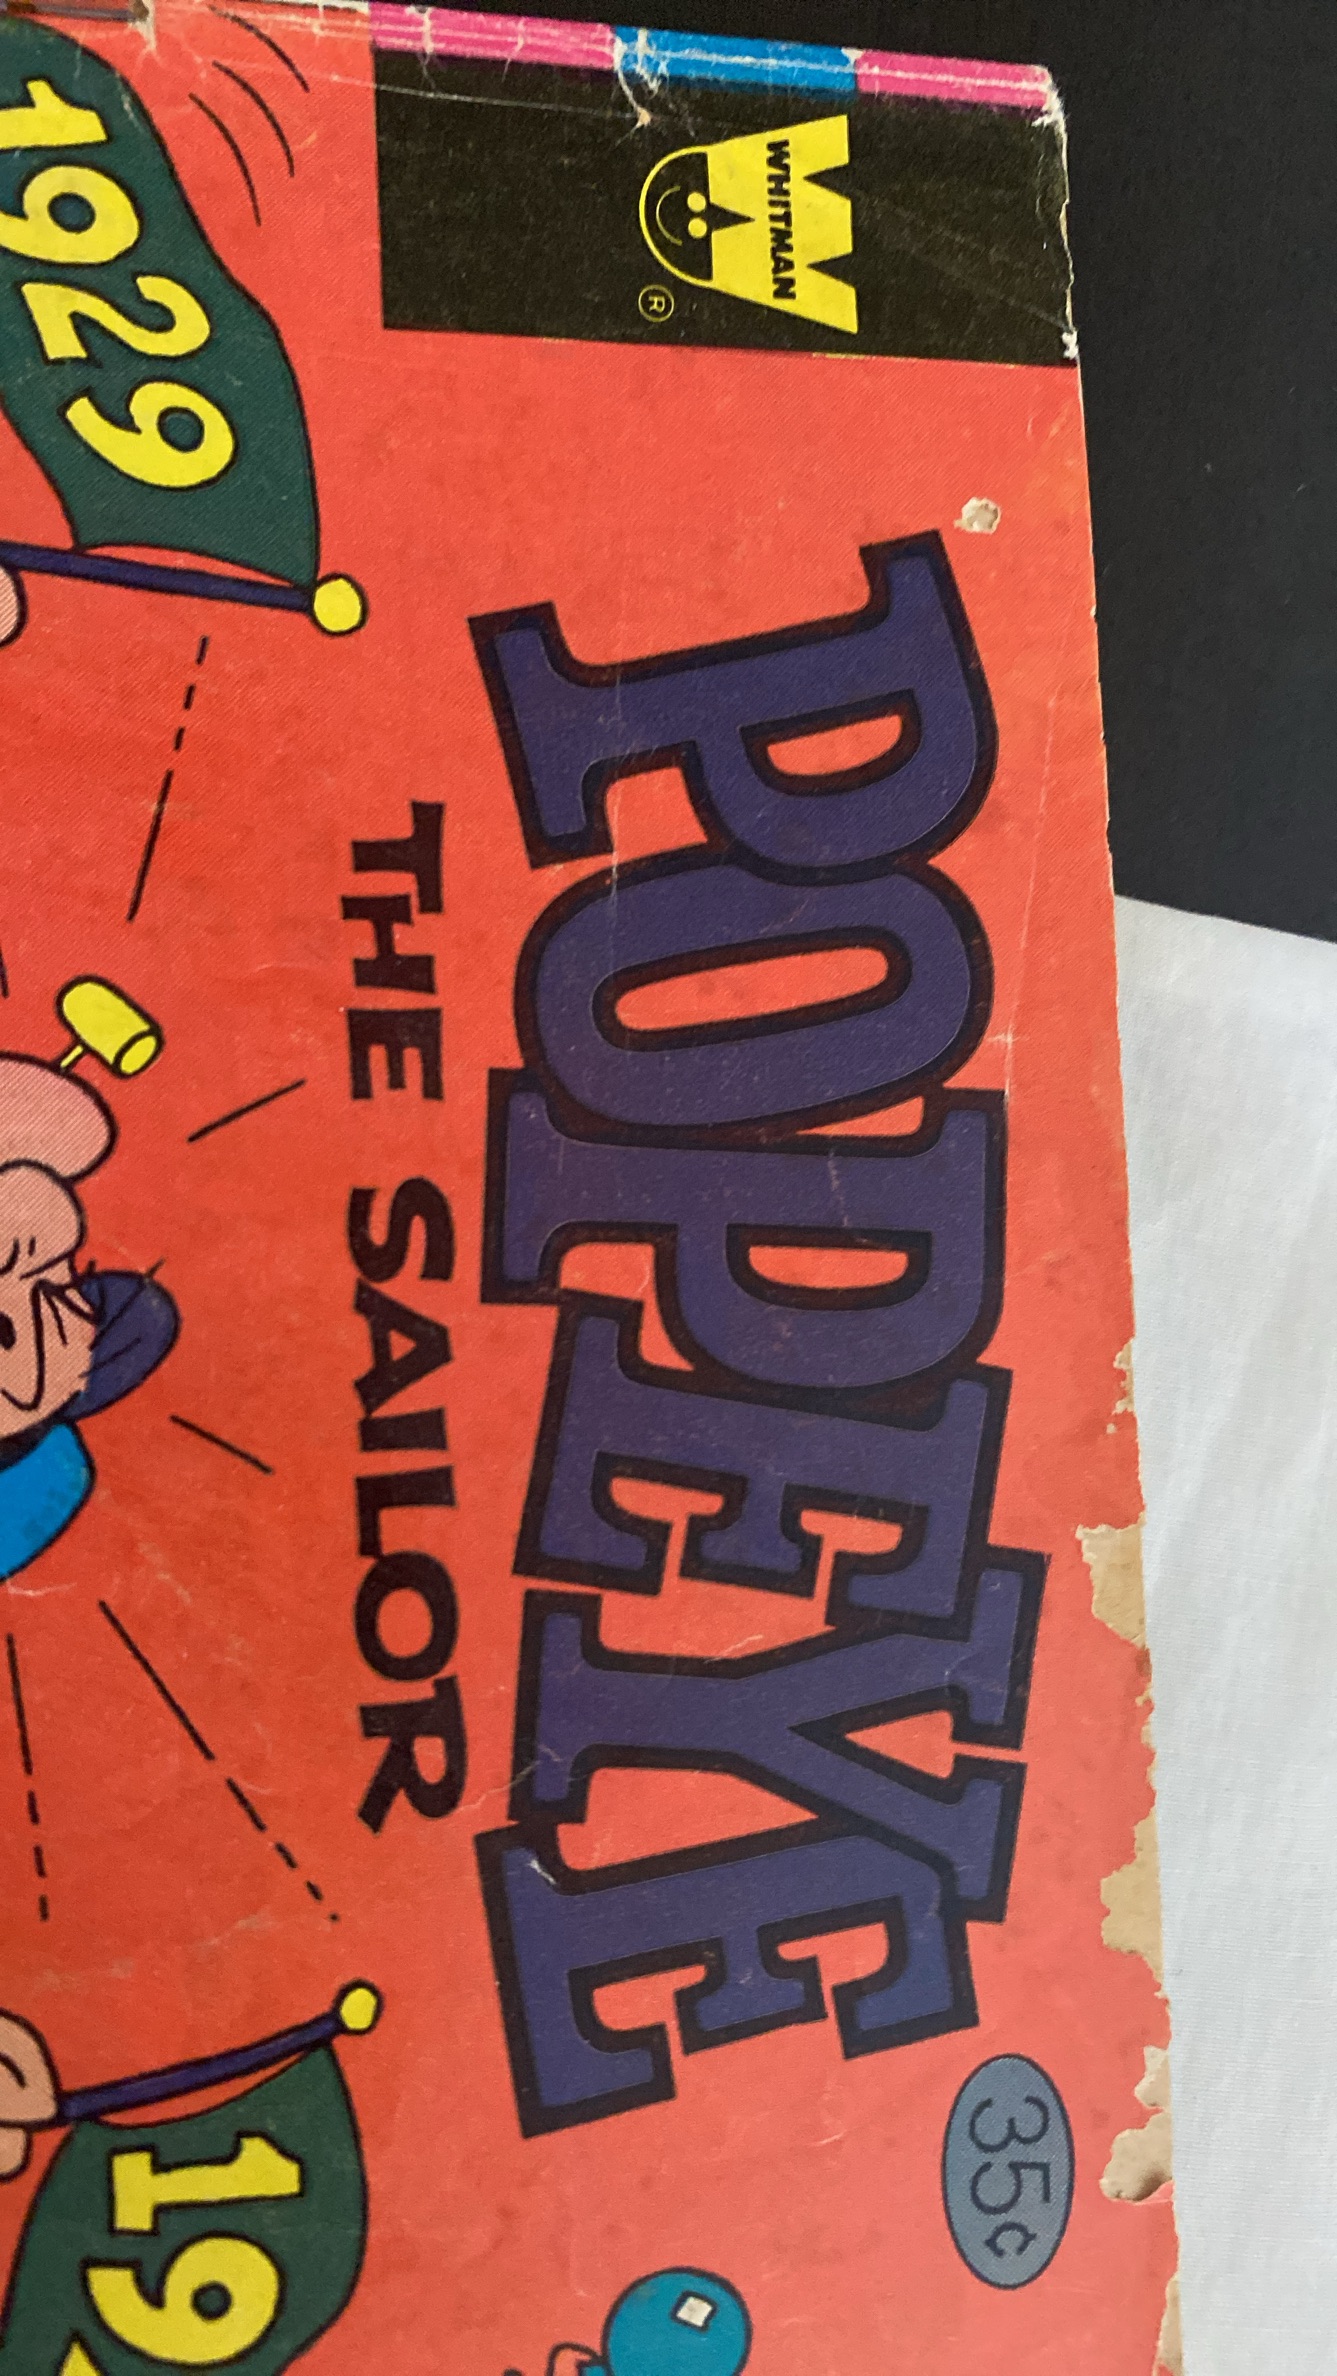 WHITMAN
®
POPEYE
35¢
THE SAILOR
1929
19